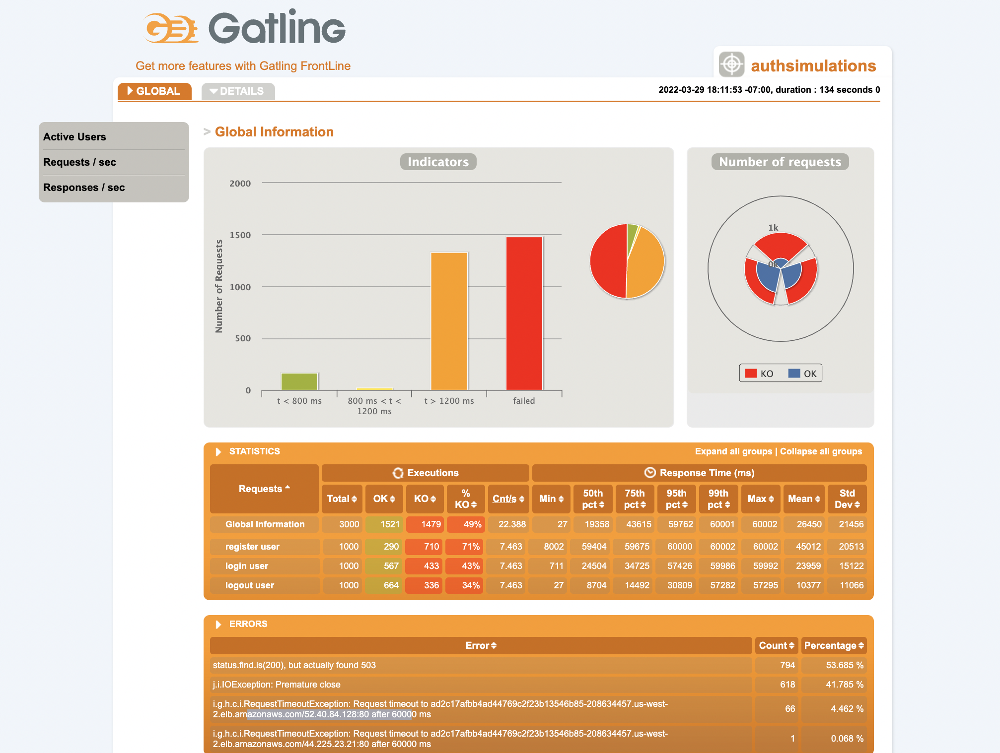 Gatling
Get more features with Gatling FrontLine
authsimulations
GLOBAL
DETAILS
2022-03-29 18:11:53 -07:00, duration : 134 seconds 0
Active Users
Requests / sec
Responses / sec
> Global Information
Indicators
Number of Requests
2000
1500
1000
500
0
t < 800 ms
800 ms < t <
1200 ms
t > 1200 ms
failed
Number of requests
1k
0k
KO
OK
STATISTICS
Expand all groups | Collapse all groups
Requests
Executions
Response Time (ms)
Total
OK
KO
%
KO
Cnt/s
Min
50th
pct
75th
pct
95th
pct
99th
pct
Max
Mean
Std
Dev
Global Information 3000 1521 1479 49% 22.388 27 19358 43615 59762 60001 60002 26450 21456
register user 1000 290 710 71% 7.463 8002 59404 59675 60000 60002 60002 45012 20513
login user 1000 567 433 43% 7.463 711 24504 34725 57426 59986 59992 23959 15122
logout user 1000 664 336 34% 7.463 27 8704 14492 30809 57282 57295 10377 11066
ERRORS
Error Count Percentage
status.find.is(200), but actually found 503 794 53.685 %
j.i.IOException: Premature close 618 41.785 %
i.g.h.c.i.RequestTimeoutException: Request timeout to ad2c17afbb4ad44769c2f23b13546b85-208634457.us-west-
2.elb.amazonaws.com/52.40.84.128:80 after 60000 ms
66 4.462 %
i.g.h.c.i.RequestTimeoutException: Request timeout to ad2c17afbb4ad44769c2f23b13546b85-208634457.us-west-
2.elb.amazonaws.com/44.225.23.21:80 after 60000 ms
1 0.068 %